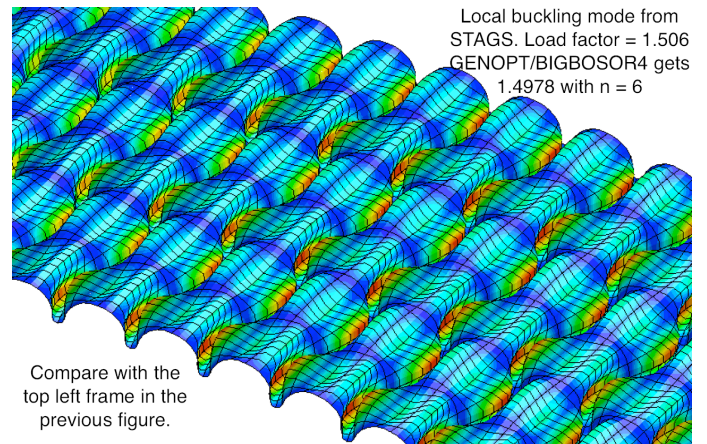 Local buckling mode from
STAGS. Load factor = 1.506
GENOPT/BIGBOSOR4 gets
1.4978 with n = 6
Compare with the
top left frame in the
previous figure.